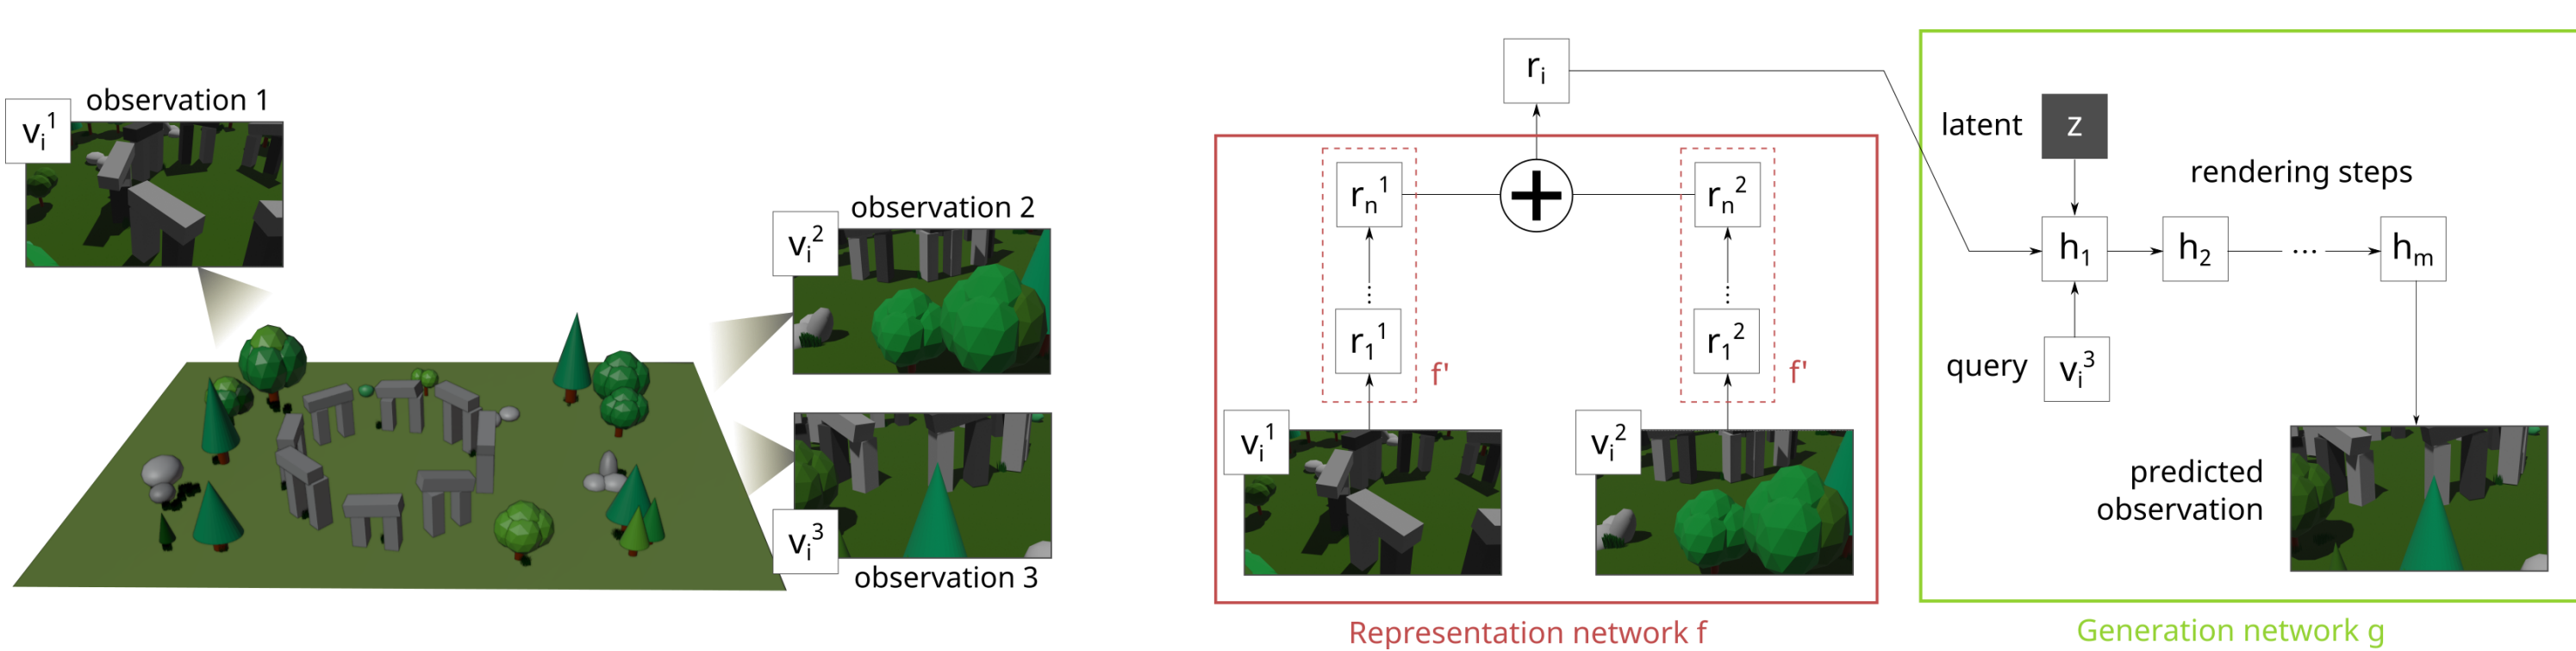 observation 1
v_i^1
observation 2
v_i^2
v_i^3
observation 3
r_i
r_n^1
r_n^2
r_1^1
r_1^2
f'
f'
v_i^1
v_i^2
Representation network f
latent
z
rendering steps
h_1
h_2
...
h_m
query
v_i^3
predicted
observation
Generation network g